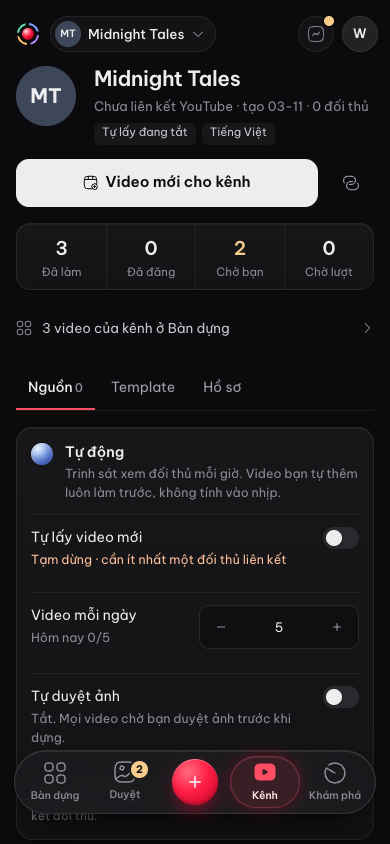 MT Midnight Tales W
MT
Midnight Tales
Chưa liên kết YouTube · tạo 03-11 · 0 đối thủ
Tự lấy đang tắt Tiếng Việt
Video mới cho kênh
3 0 2 0
Đã làm Đã đăng Chờ bạn Chờ lượt
3 video của kênh ở Bàn dựng
Nguồn 0 Template Hồ sơ
Tự động
Trinh sát xem đối thủ mỗi giờ. Video bạn tự thêm
luôn làm trước, không tính vào nhịp.
Tự lấy video mới
Tạm dừng · cần ít nhất một đối thủ liên kết
Video mỗi ngày
Hôm nay 0/5
− 5 +
Tự duyệt ảnh
Tắt. Mọi video chờ bạn duyệt ảnh trước khi
dựng.
2
Bàn dựng Duyệt + Kênh Khám phá
kết đối thủ.